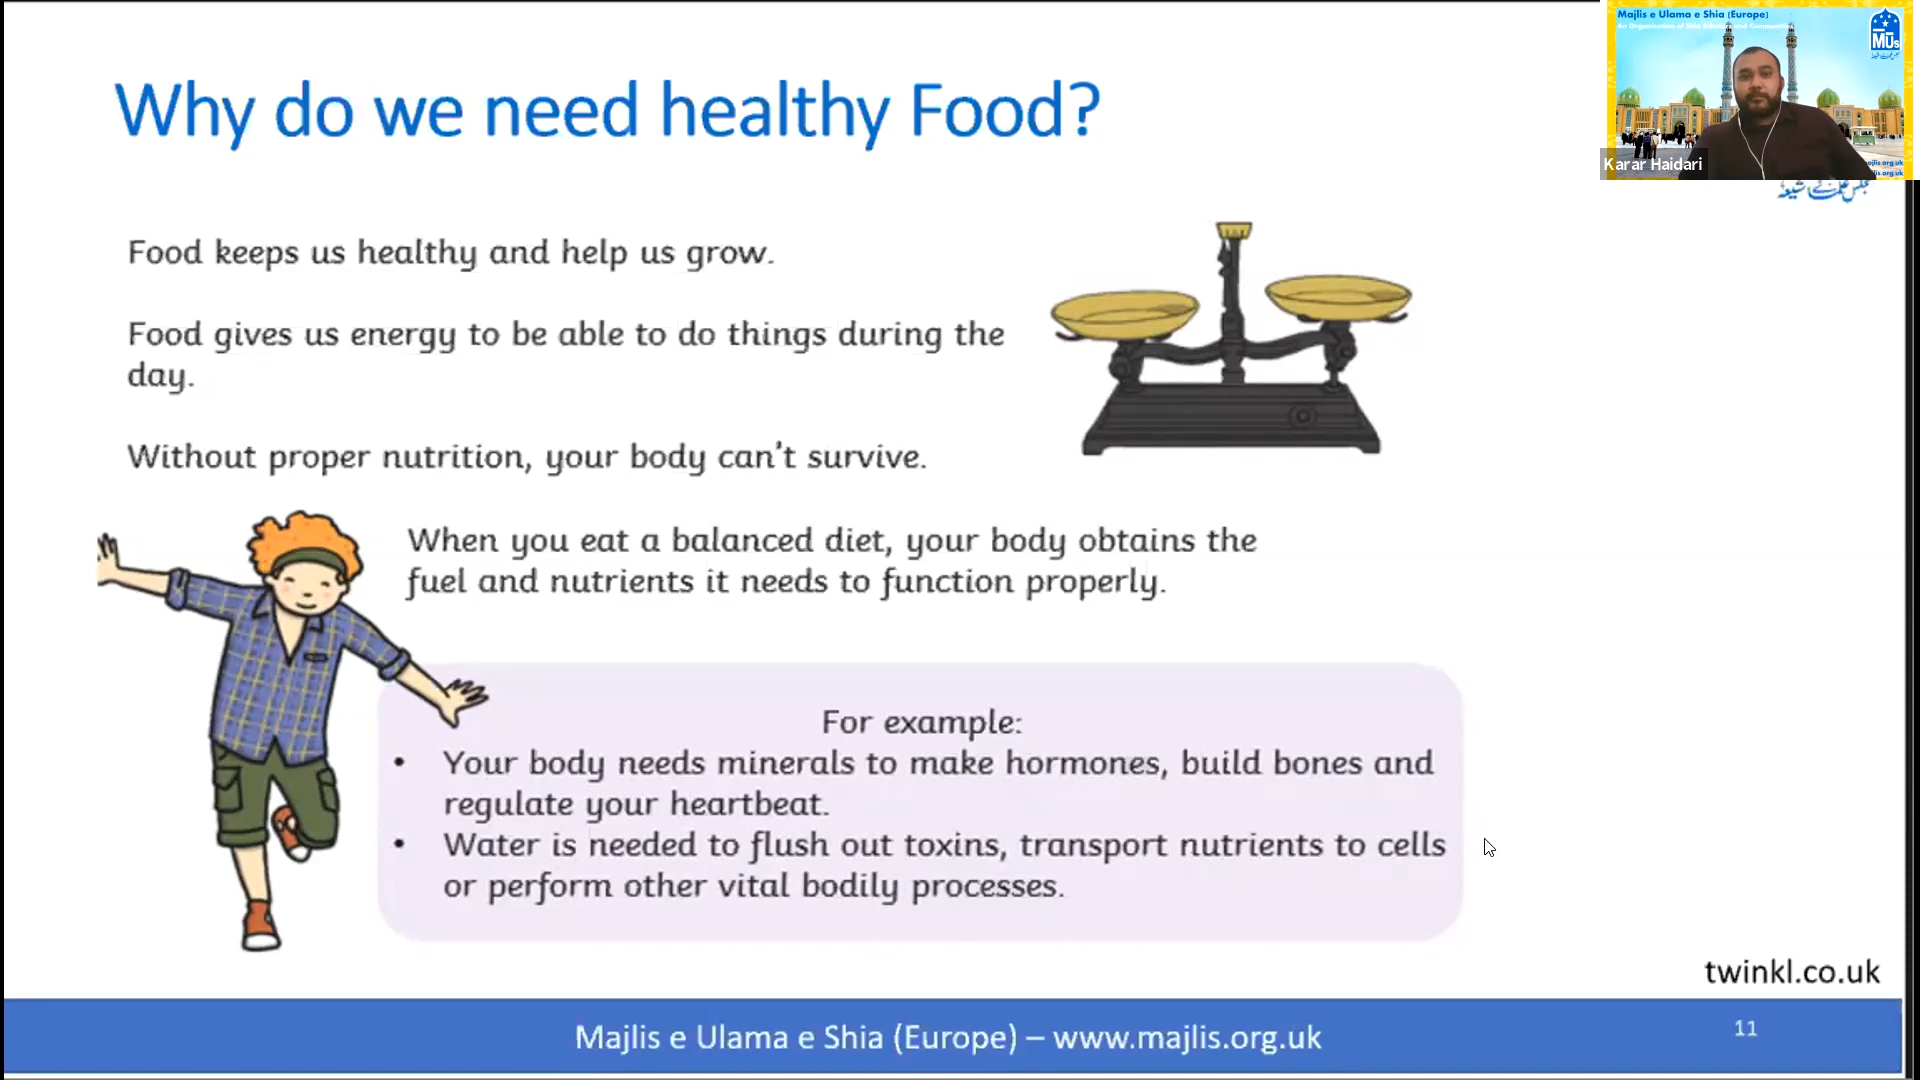 Majlis e Ulama e Shia (Europe)
MUs
Karar Haidari
Why do we need healthy Food?
Food keeps us healthy and help us grow.
Food gives us energy to be able to do things during the
day.
Without proper nutrition, your body can't survive.
When you eat a balanced diet, your body obtains the
fuel and nutrients it needs to function properly.
For example:
• Your body needs minerals to make hormones, build bones and
regulate your heartbeat.
• Water is needed to flush out toxins, transport nutrients to cells
or perform other vital bodily processes.
twinkl.co.uk
Majlis e Ulama e Shia (Europe) – www.majlis.org.uk
11